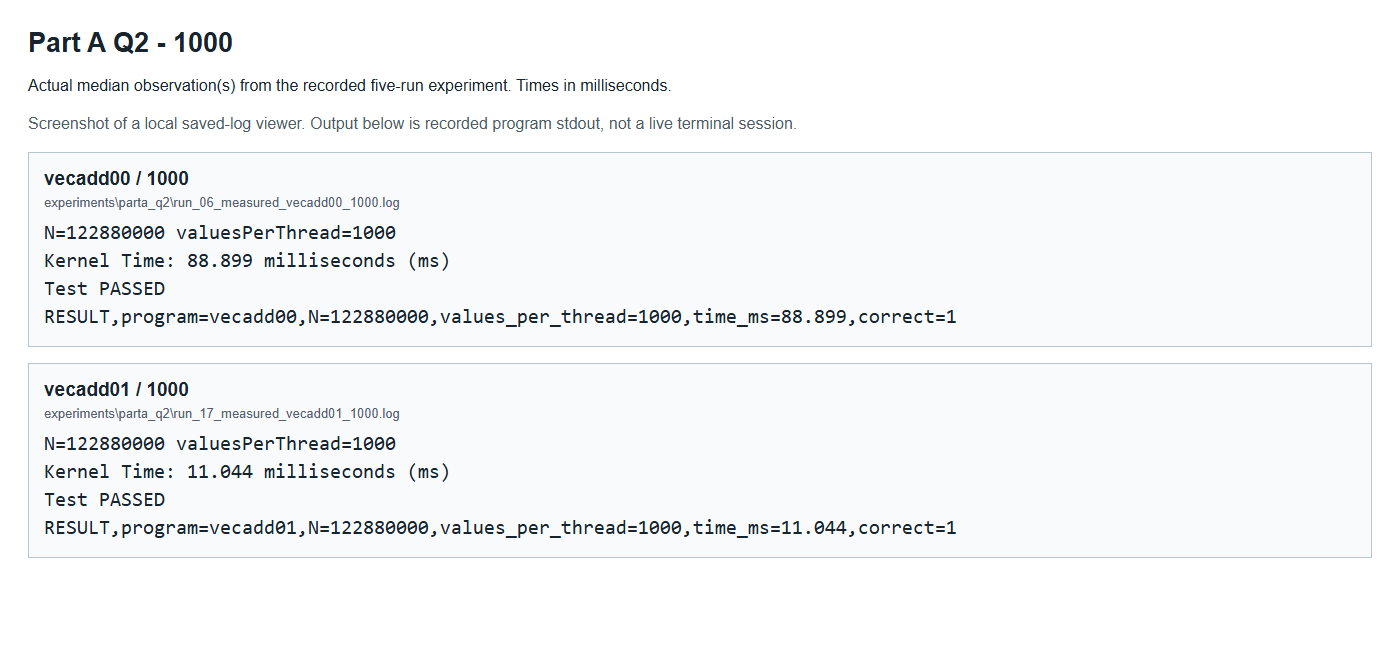 Part A Q2 - 1000
Actual median observation(s) from the recorded five-run experiment. Times in milliseconds.
Screenshot of a local saved-log viewer. Output below is recorded program stdout, not a live terminal session.
vecadd00 / 1000
experiments\parta_q2\run_06_measured_vecadd00_1000.log
N=122880000 valuesPerThread=1000
Kernel Time: 88.899 milliseconds (ms)
Test PASSED
RESULT,program=vecadd00,N=122880000,values_per_thread=1000,time_ms=88.899,correct=1
vecadd01 / 1000
experiments\parta_q2\run_17_measured_vecadd01_1000.log
N=122880000 valuesPerThread=1000
Kernel Time: 11.044 milliseconds (ms)
Test PASSED
RESULT,program=vecadd01,N=122880000,values_per_thread=1000,time_ms=11.044,correct=1